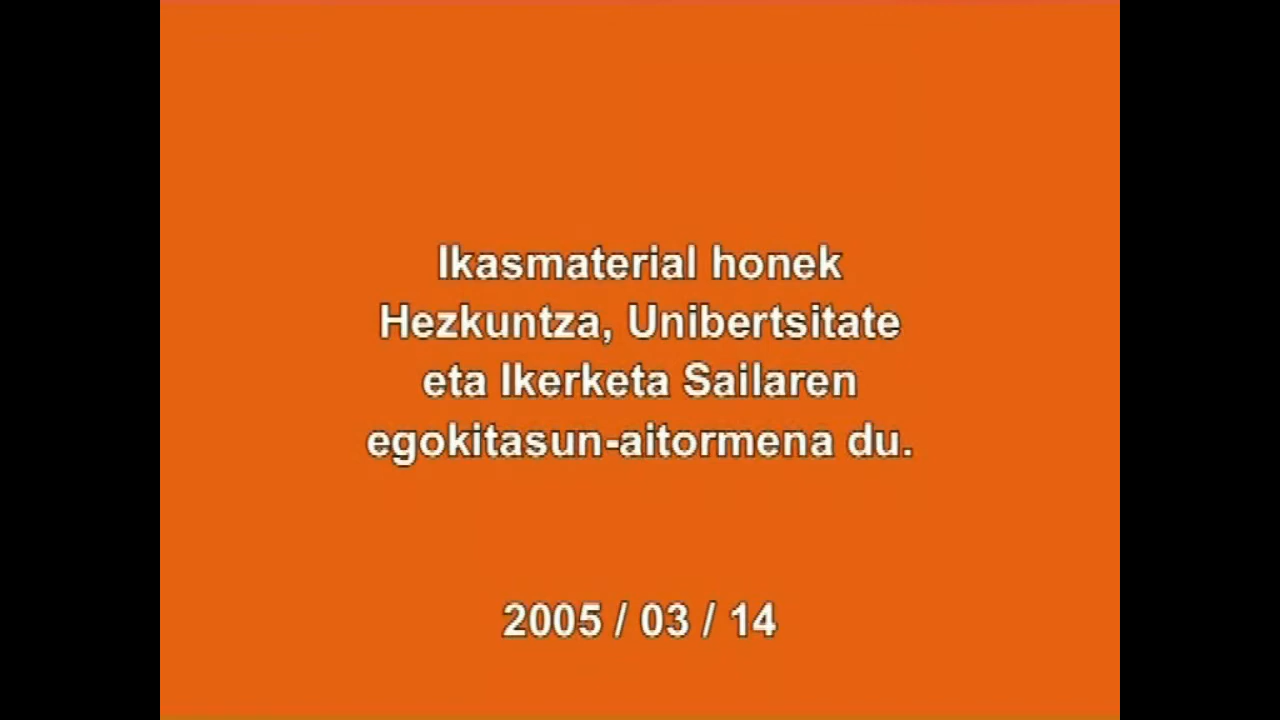 Ikasmaterial honek
Hezkuntza, Unibertsitate
eta Ikerketa Sailaren
egokitasun-aitormena du.
2005 / 03 / 14